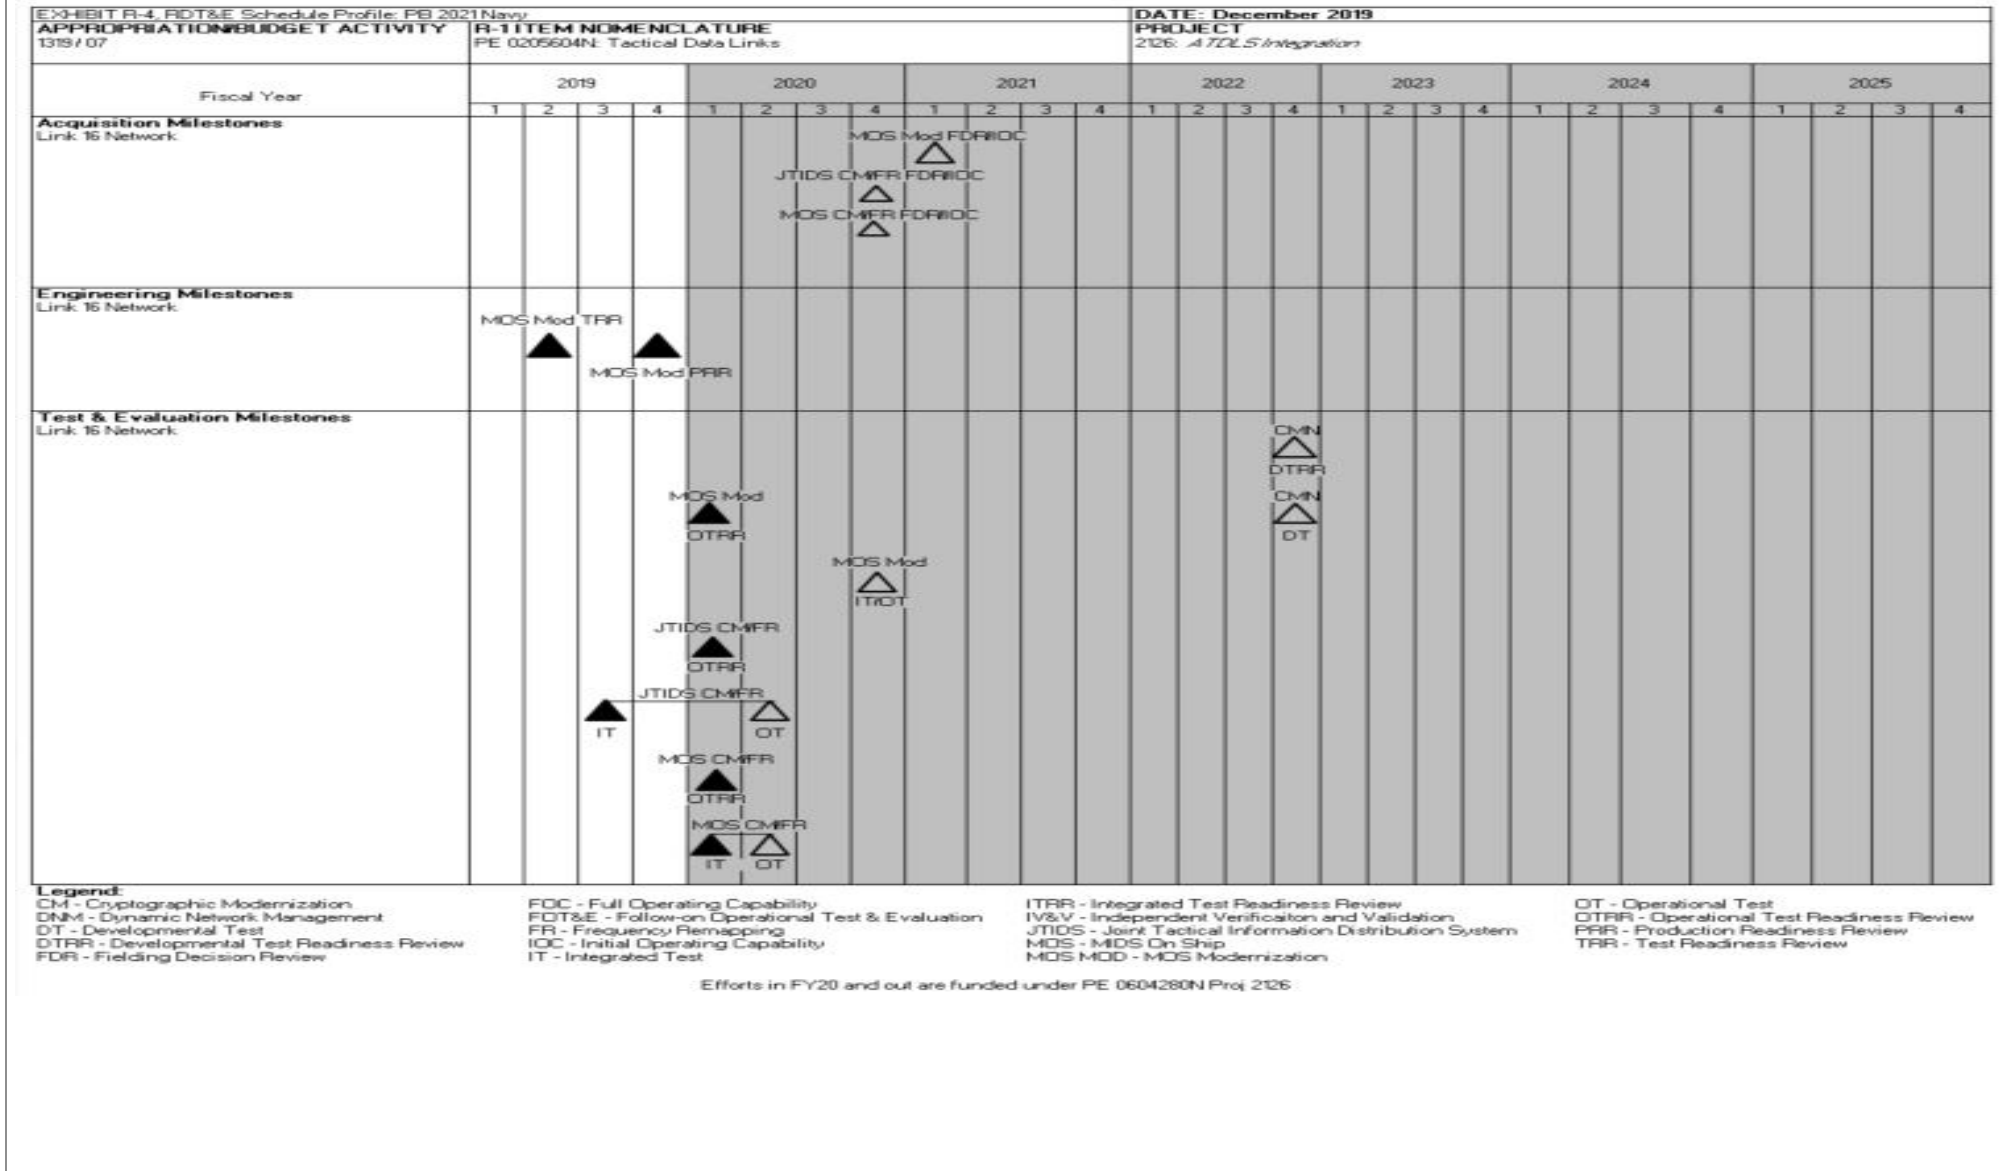 EXHIBIT R-4, RDT&E Schedule Profile: PB 2021 Navy
DATE: December 2019
APPROPRIATION/BUDGET ACTIVITY
R-1 ITEM NOMENCLATURE
PROJECT
1319 / 07
PE 0205604N: Tactical Data Links
2126: ATDLS Integration
Fiscal Year
2019 2020 2021 2022 2023 2024 2025
1 2 3 4 1 2 3 4 1 2 3 4 1 2 3 4 1 2 3 4 1 2 3 4 1 2 3 4
Acquisition Milestones
Link 16 Network
MOS Mod FDR/IOC
JTIDS CM/FR FDR/IOC
MOS CM/FR FDR/IOC
Engineering Milestones
Link 16 Network
MOS Mod TRR
MOS Mod PRR
Test & Evaluation Milestones
Link 16 Network
CMN
DTRR
MOS Mod
CMN
OTRR
DT
MOS Mod
IT/OT
JTIDS CM/FR
OTRR
JTIDS CM/FR
IT OT
MOS CM/FR
OTRR
MOS CM/FR
IT OT
Legend:
CM - Cryptographic Modernization
DNM - Dynamic Network Management
DT - Developmental Test
DTRR - Developmental Test Readiness Review
FDR - Fielding Decision Review
FOC - Full Operating Capability
FOT&E - Follow-on Operational Test & Evaluation
FR - Frequency Remapping
IOC - Initial Operating Capability
IT - Integrated Test
ITRR - Integrated Test Readiness Review
IV&V - Independent Verificaiton and Validation
JTIDS - Joint Tactical Information Distribution System
MOS - MIDS On Ship
MOS MOD - MOS Modernization
OT - Operational Test
OTRR - Operational Test Readiness Review
PRR - Production Readiness Review
TRR - Test Readiness Review
Efforts in FY20 and out are funded under PE 0604280N Proj 2126